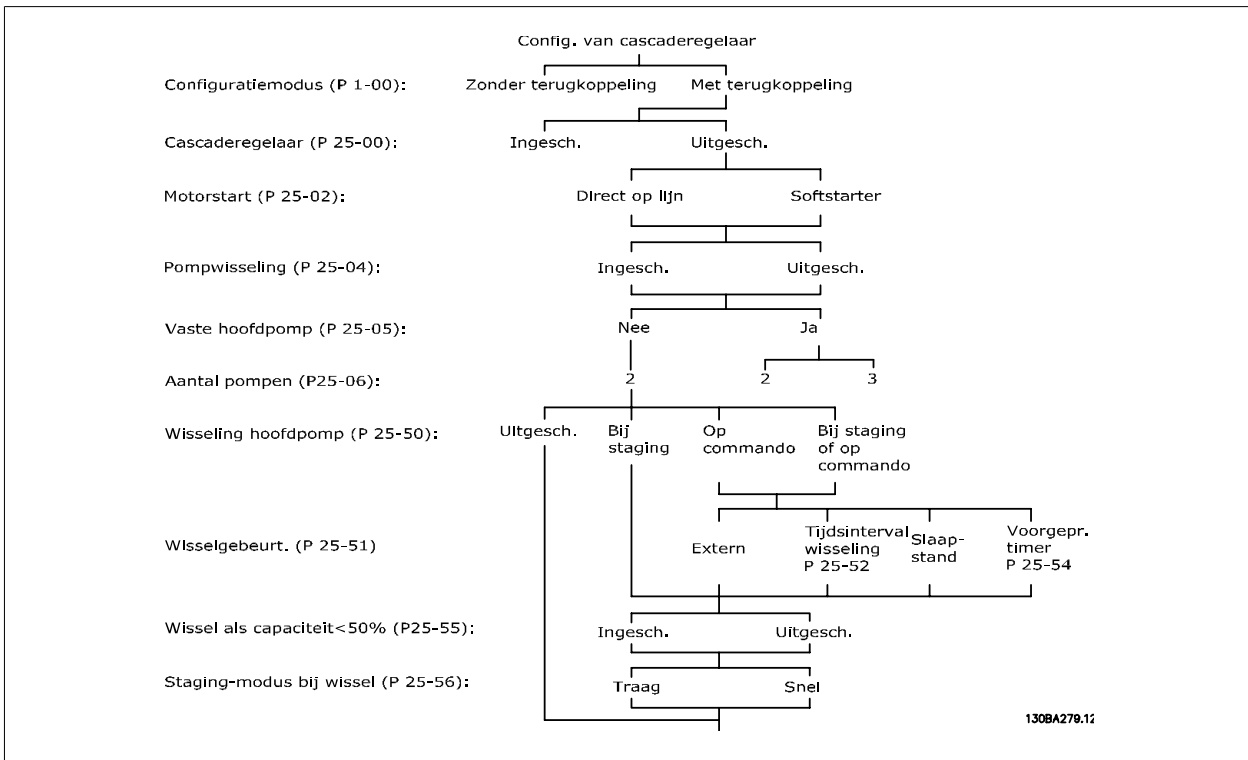 Config. van cascaderegelaar
Configuratiemodus (P 1-00): Zonder terugkoppeling Met terugkoppeling
Cascaderegelaar (P 25-00): Ingesch. Uitgesch.
Motorstart (P 25-02): Direct op lijn Softstarter
Pompwisseling (P 25-04): Ingesch. Uitgesch.
Vaste hoofdpomp (P 25-05): Nee Ja
Aantal pompen (P25-06): 2 2 3
Wisseling hoofdpomp (P 25-50): Uitgesch. Bij staging Op commando Bij staging of op commando
Wisselgebeurt. (P 25-51) Extern Tijdsinterval wisseling P 25-52 Slaap-stand Voorgepr. timer P 25-54
Wissel als capaciteit<50% (P25-55): Ingesch. Uitgesch.
Staging-modus bij wissel (P 25-56): Traag Snel
130BA279.12